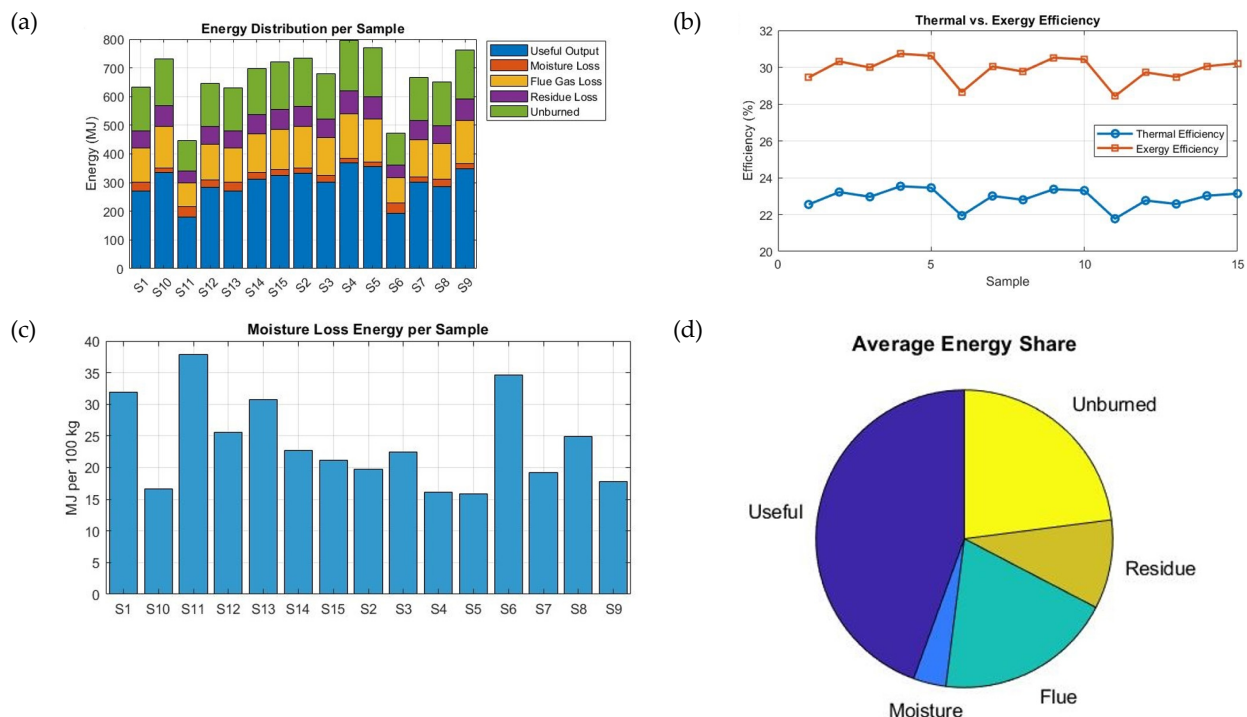 (a)
Energy Distribution per Sample
Energy (MJ)
800
700
600
500
400
300
200
100
0
S1 S10 S11 S12 S13 S14 S15 S2 S3 S4 S5 S6 S7 S8 S9
Useful Output
Moisture Loss
Flue Gas Loss
Residue Loss
Unburned
(b)
Thermal vs. Exergy Efficiency
Efficiency (%)
32
30
28
26
24
22
20
0 5 10 15
Sample
Thermal Efficiency
Exergy Efficiency
(c)
Moisture Loss Energy per Sample
MJ per 100 kg
40
35
30
25
20
15
10
5
0
S1 S10 S11 S12 S13 S14 S15 S2 S3 S4 S5 S6 S7 S8 S9
(d)
Average Energy Share
Unburned
Useful
Residue
Flue
Moisture